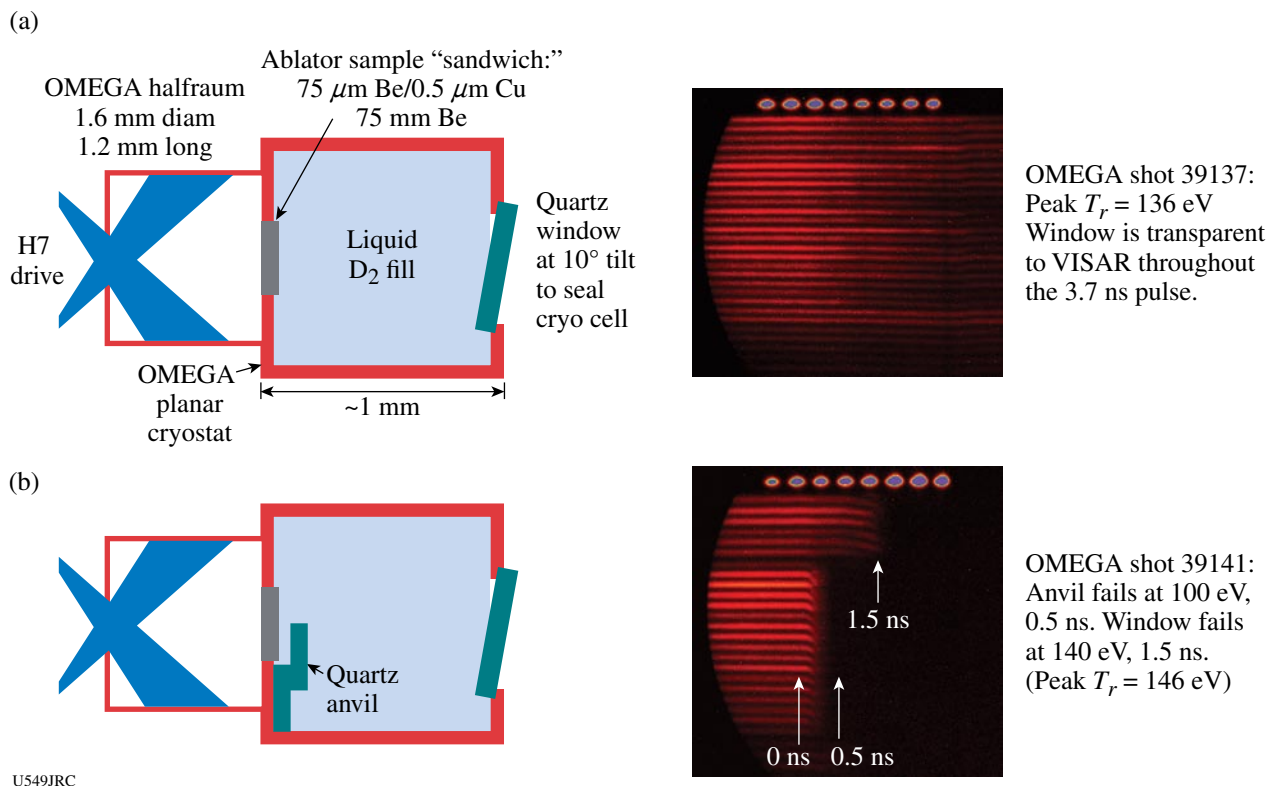 (a)
Ablator sample “sandwich:”
75 μm Be/0.5 μm Cu
75 mm Be
OMEGA halfraum
1.6 mm diam
1.2 mm long
H7
drive
Liquid
D2 fill
Quartz
window
at 10° tilt
to seal
cryo cell
OMEGA
planar
cryostat
~1 mm
OMEGA shot 39137:
Peak Tr = 136 eV
Window is transparent
to VISAR throughout
the 3.7 ns pulse.
(b)
Quartz
anvil
1.5 ns
0 ns
0.5 ns
OMEGA shot 39141:
Anvil fails at 100 eV,
0.5 ns. Window fails
at 140 eV, 1.5 ns.
(Peak Tr = 146 eV)
U549JRC